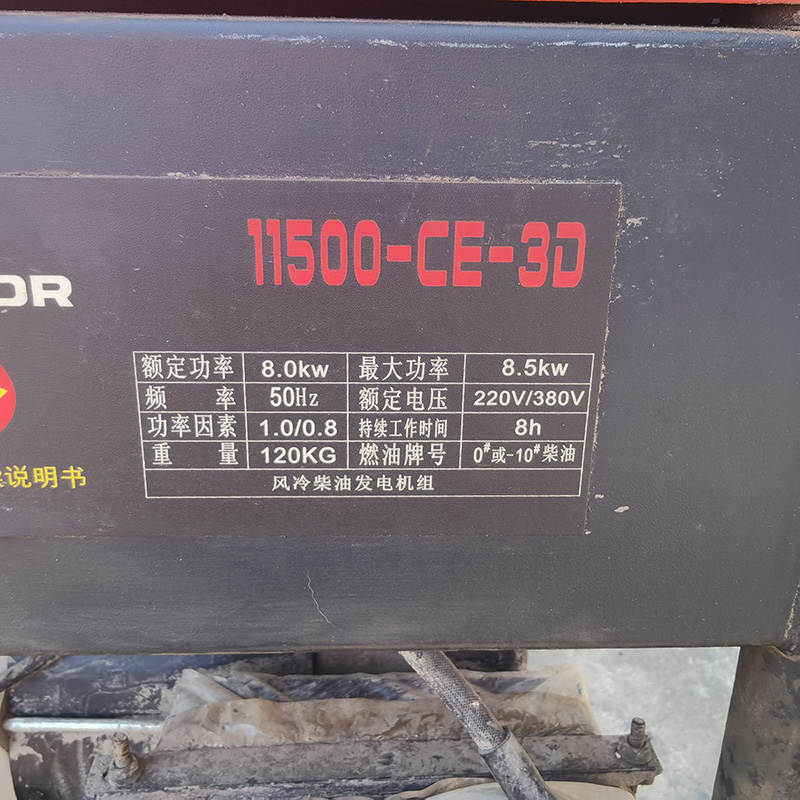 11500-CE-3D
OR
额定功率 8.0kw 最大功率 8.5kw
频 率 50Hz 额定电压 220V/380V
功率因素 1.0/0.8 持续工作时间 8h
重 量 120KG 燃油牌号 0#或-10#柴油
说明书
风冷柴油发电机组